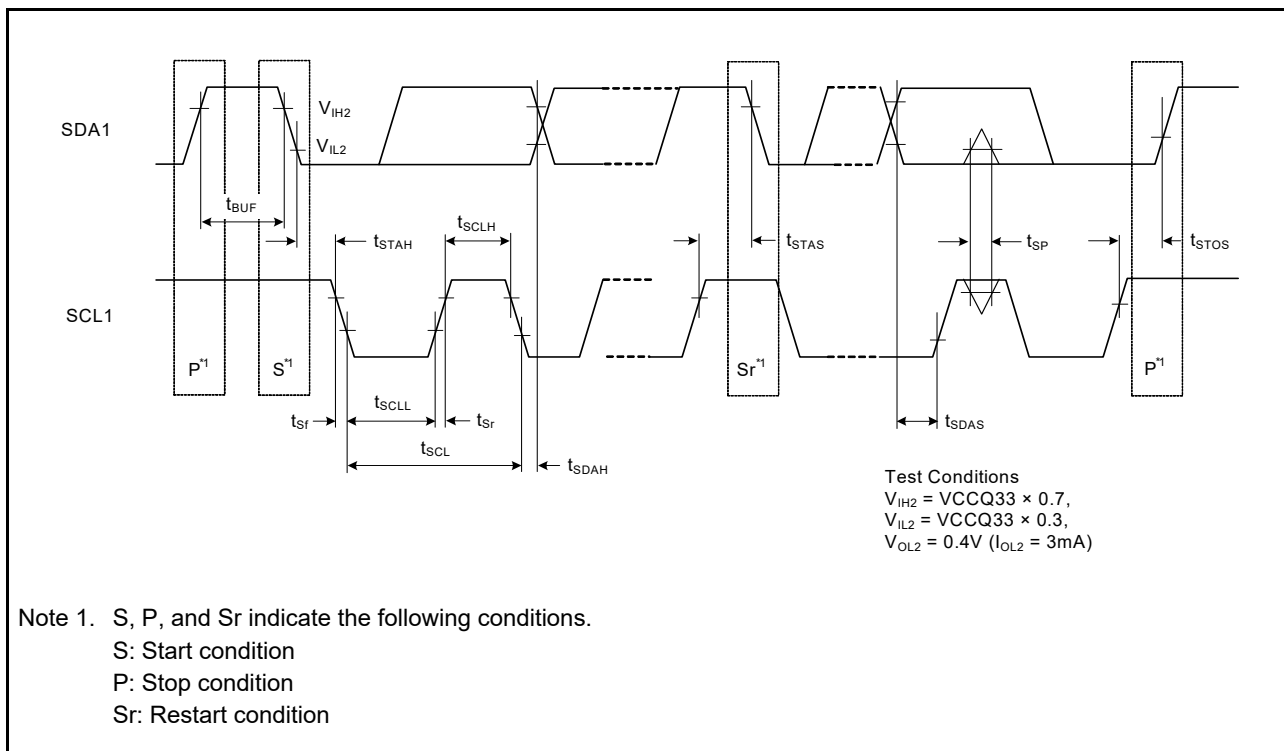 SDA1
V_IH2
V_IL2
t_BUF
t_STAH
t_SCLH
t_STAS
t_SP
t_STOS
SCL1
P*1
S*1
Sr*1
P*1
t_Sf
t_SCLL
t_Sr
t_SCL
t_SDAH
t_SDAS
Test Conditions
V_IH2 = VCCQ33 × 0.7,
V_IL2 = VCCQ33 × 0.3,
V_OL2 = 0.4V (I_OL2 = 3mA)
Note 1. S, P, and Sr indicate the following conditions.
S: Start condition
P: Stop condition
Sr: Restart condition